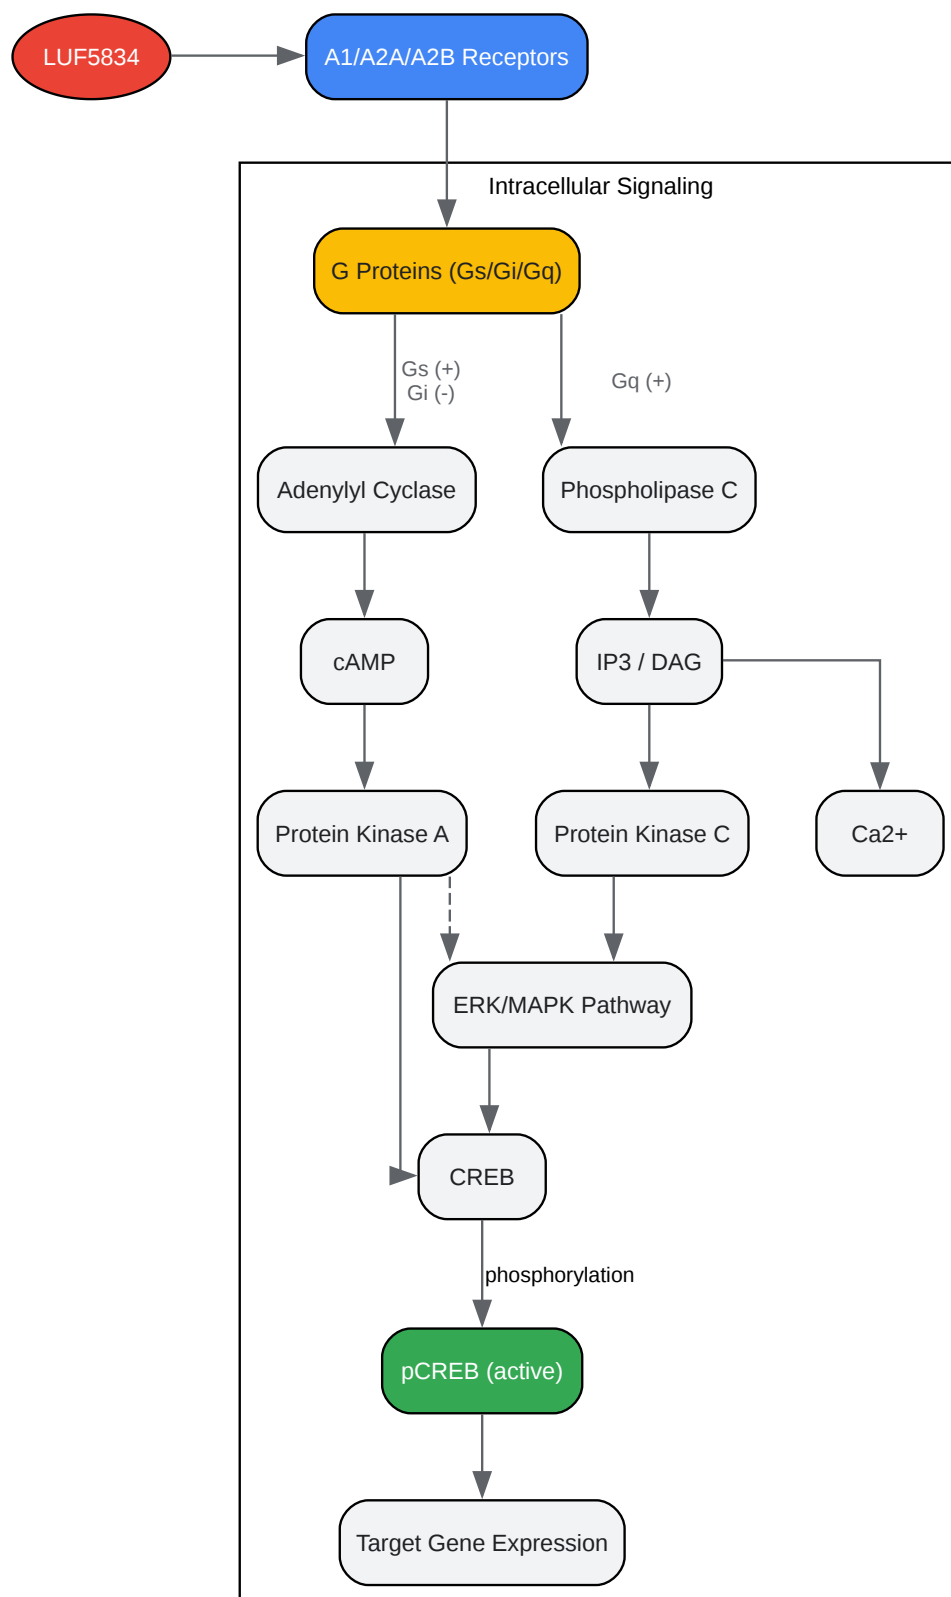 LUF5834
A1/A2A/A2B Receptors
Intracellular Signaling
G Proteins (Gs/Gi/Gq)
Gs (+)
Gi (-)
Gq (+)
Adenylyl Cyclase
Phospholipase C
cAMP
IP3 / DAG
Protein Kinase A
Protein Kinase C
Ca2+
ERK/MAPK Pathway
CREB
phosphorylation
pCREB (active)
Target Gene Expression